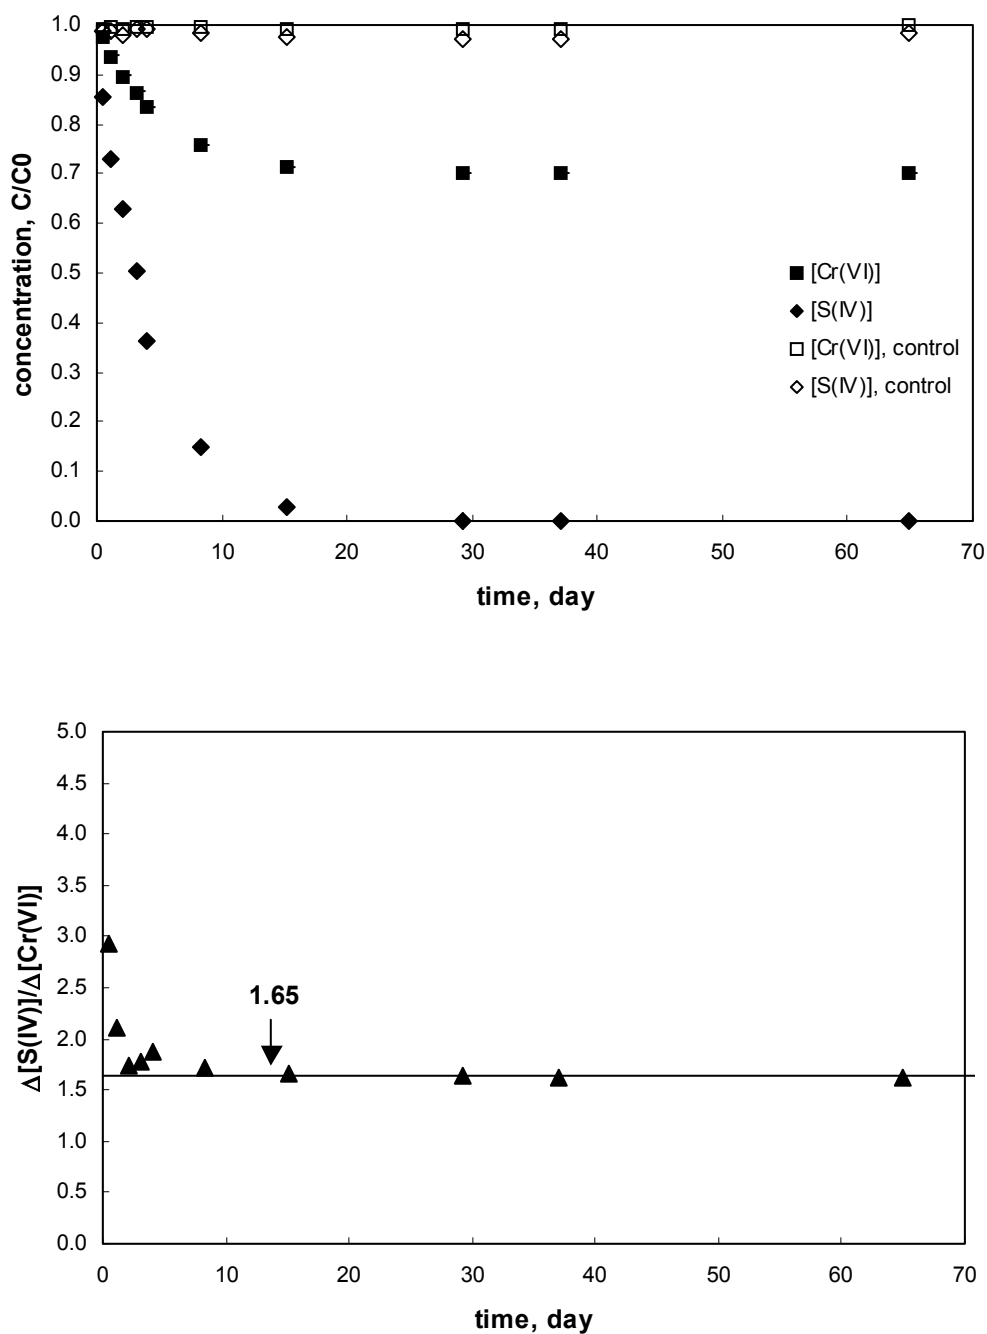 1.0
0.9
0.8
0.7
0.6
0.5
0.4
0.3
0.2
0.1
0.0
concentration, C/C0
[Cr(VI)]
[S(IV)]
[Cr(VI)], control
[S(IV)], control
0 10 20 30 40 50 60 70
time, day
5.0
4.5
4.0
3.5
3.0
2.5
2.0
1.5
1.0
0.5
0.0
Δ[S(IV)]/Δ[Cr(VI)]
1.65
0 10 20 30 40 50 60 70
time, day